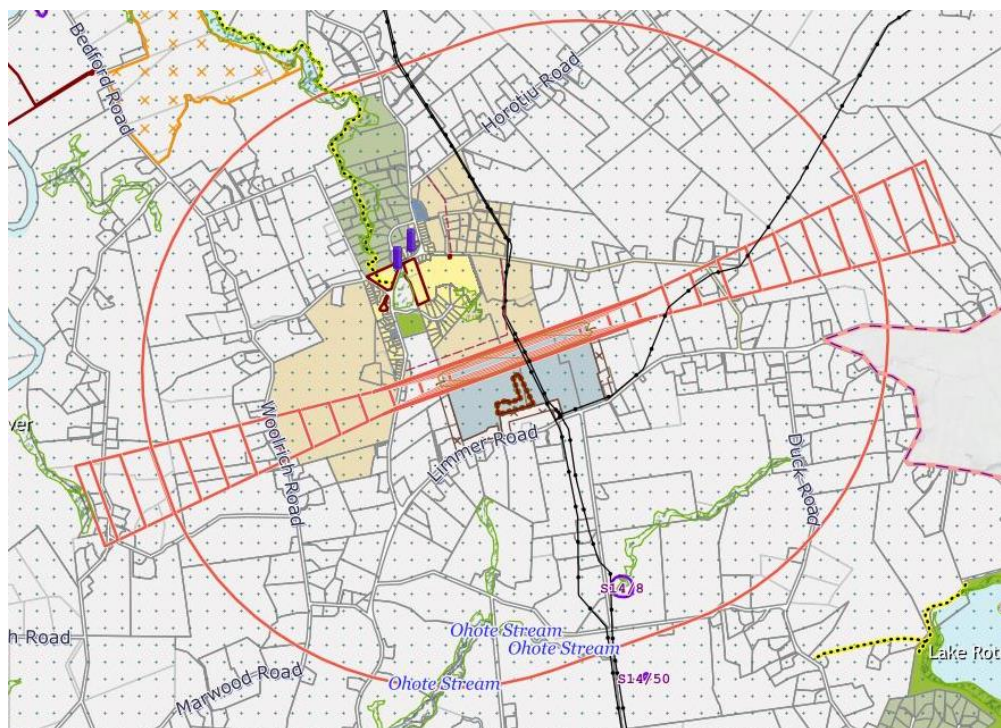 Bedford Road
Horotiu Road
Woolrich Road
Limmer Road
Duck Road
ver
S14/8
Ohote Stream
Ohote Stream
h Road
Lake Rot
Marwood Road
Ohote Stream
S14/50